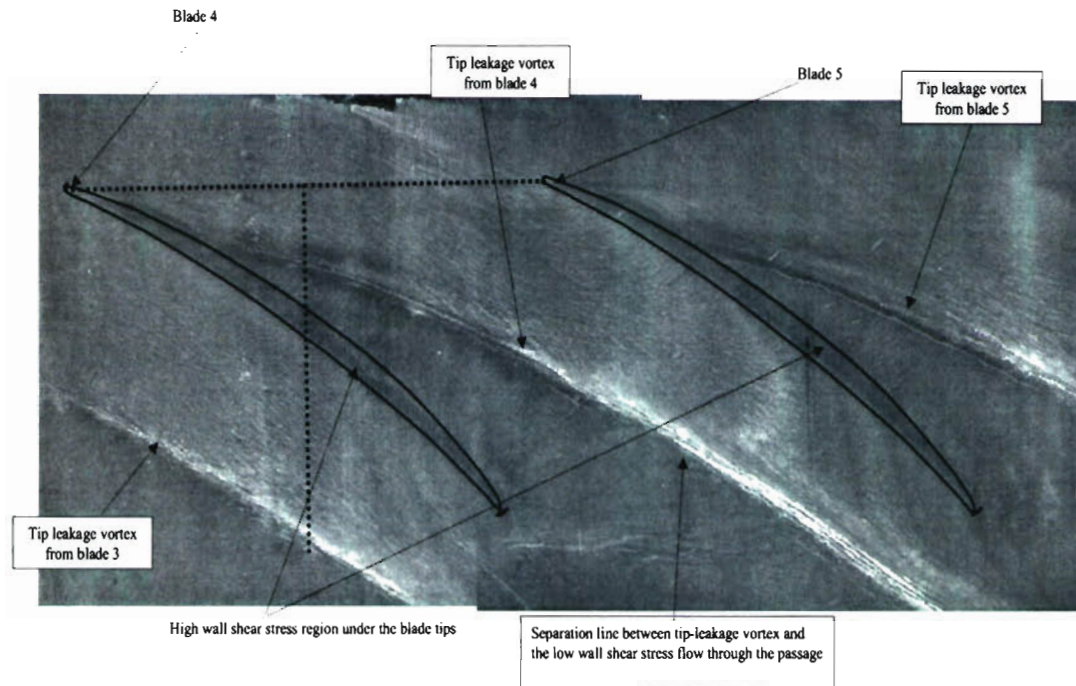 Blade 4
Tip leakage vortex
from blade 4
Blade 5
Tip leakage vortex
from blade 5
Tip leakage vortex
from blade 3
High wall shear stress region under the blade tips
Separation line between tip-leakage vortex and
the low wall shear stress flow through the passage